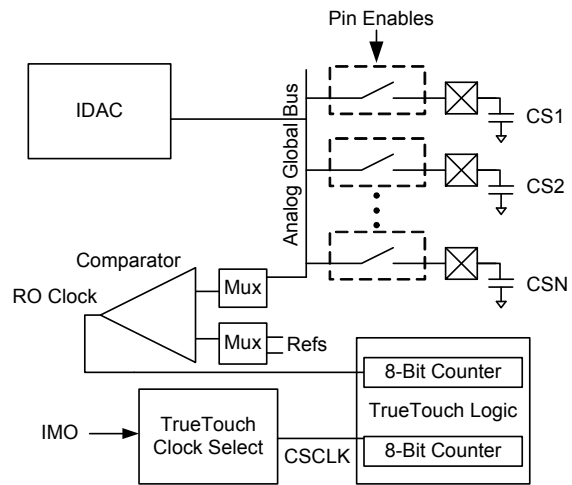 Pin Enables
IDAC
Analog Global Bus
CS1
CS2
CSN
Comparator
RO Clock
Mux
Mux
Refs
8-Bit Counter
TrueTouch Logic
8-Bit Counter
IMO
TrueTouch
Clock Select
CSCLK